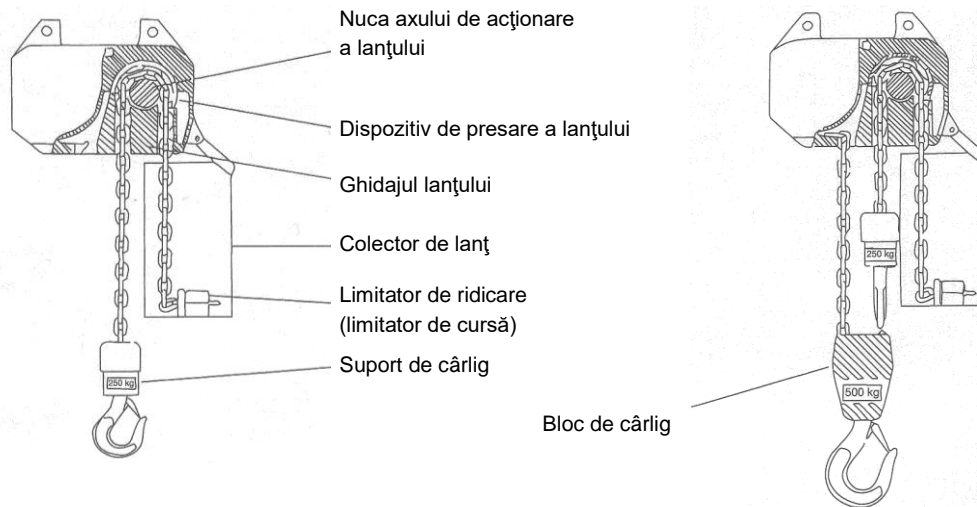 Nuca axului de acţionare
a lanţului
Dispozitiv de presare a lanţului
Ghidajul lanţului
Colector de lanţ
Limitator de ridicare
(limitator de cursă)
Suport de cârlig
250 kg
250 kg
500 kg
Bloc de cârlig